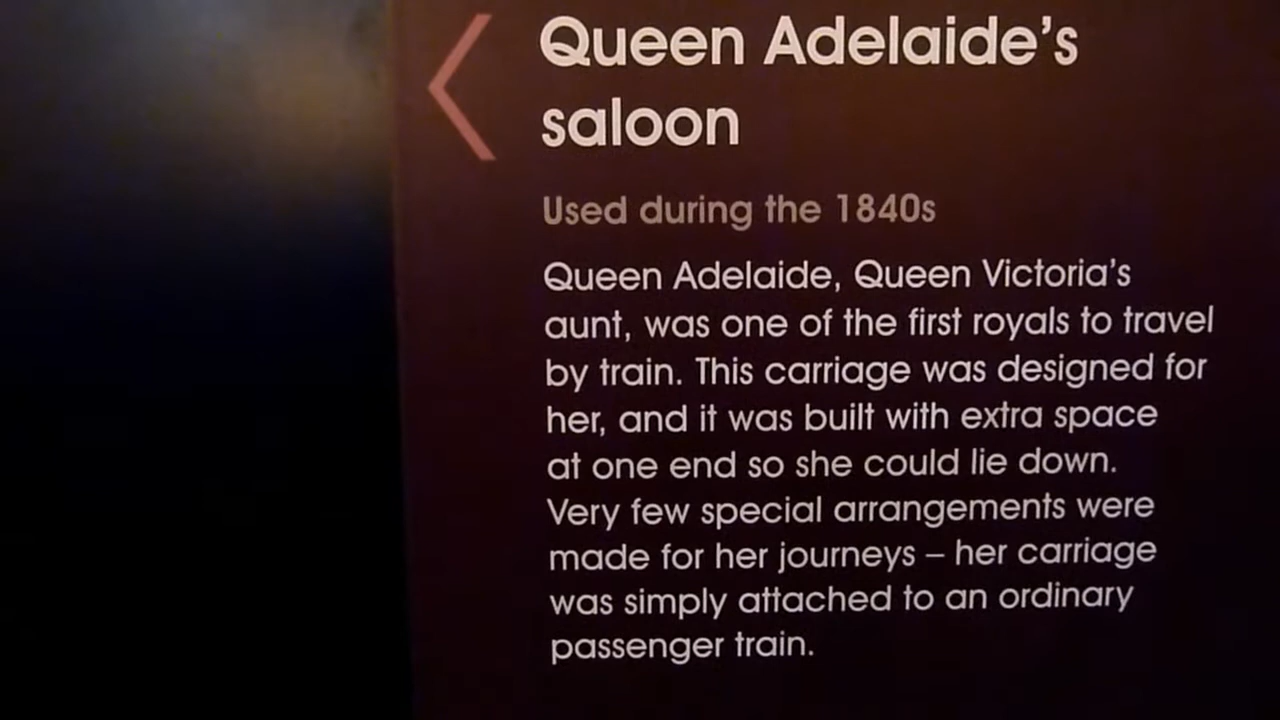 Queen Adelaide's
saloon
Used during the 1840s
Queen Adelaide, Queen Victoria's
aunt, was one of the first royals to travel
by train. This carriage was designed for
her, and it was built with extra space
at one end so she could lie down.
Very few special arrangements were
made for her journeys – her carriage
was simply attached to an ordinary
passenger train.